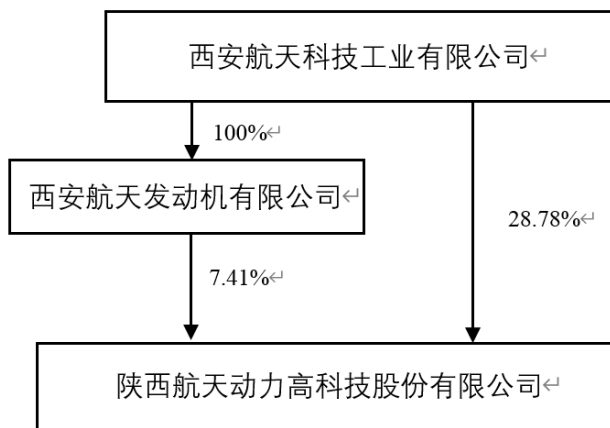 西安航天科技工业有限公司
100%
西安航天发动机有限公司
28.78%
7.41%
陕西航天动力高科技股份有限公司